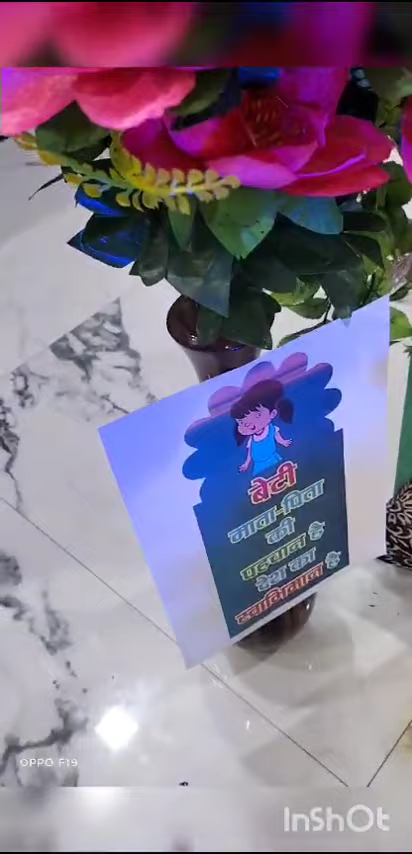 बेटी
माता-पिता
की
पहचान है
देश का
स्वाभिमान है
OPPO F19
InShOt